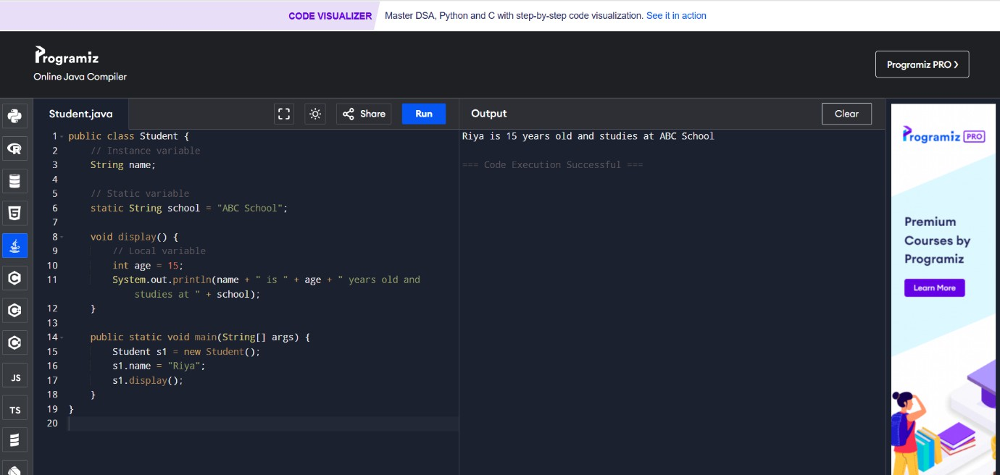 CODE VISUALIZER Master DSA, Python and C with step-by-step code visualization. See it in action
Programiz
Online Java Compiler
Programiz PRO >
Student.java
Share
Run
Output
Clear
1 public class Student {
2     // Instance variable
3     String name;
4
5     // Static variable
6     static String school = "ABC School";
7
8     void display() {
9         // Local variable
10         int age = 15;
11         System.out.println(name + " is " + age + " years old and
            studies at " + school);
12     }
13
14     public static void main(String[] args) {
15         Student s1 = new Student();
16         s1.name = "Riya";
17         s1.display();
18     }
19 }
20
Riya is 15 years old and studies at ABC School
=== Code Execution Successful ===
JS
TS
Programiz PRO
Premium
Courses by
Programiz
Learn More